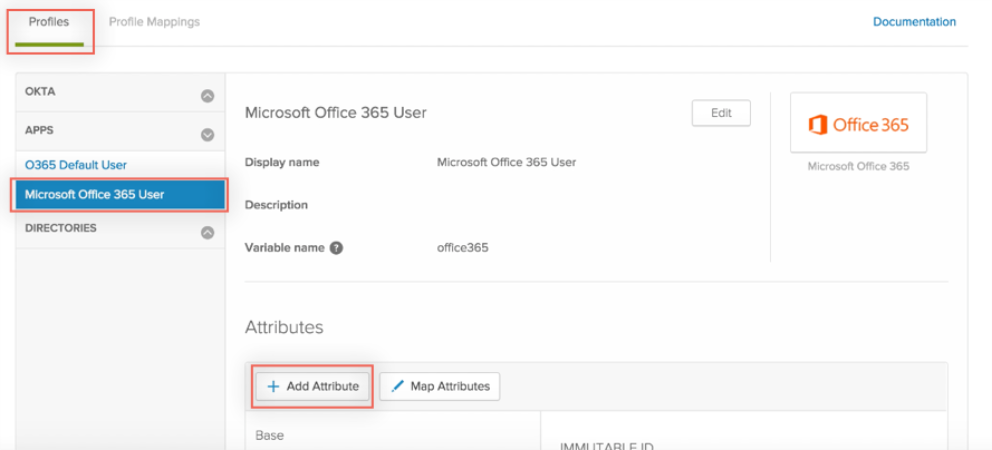 Profiles Profile Mappings Documentation
OKTA
APPS
O365 Default User
Microsoft Office 365 User
DIRECTORIES
Microsoft Office 365 User Edit
Display name Microsoft Office 365 User
Description
Variable name ? office365
Office 365
Microsoft Office 365
Attributes
+ Add Attribute Map Attributes
Base
IMMUTABLE ID